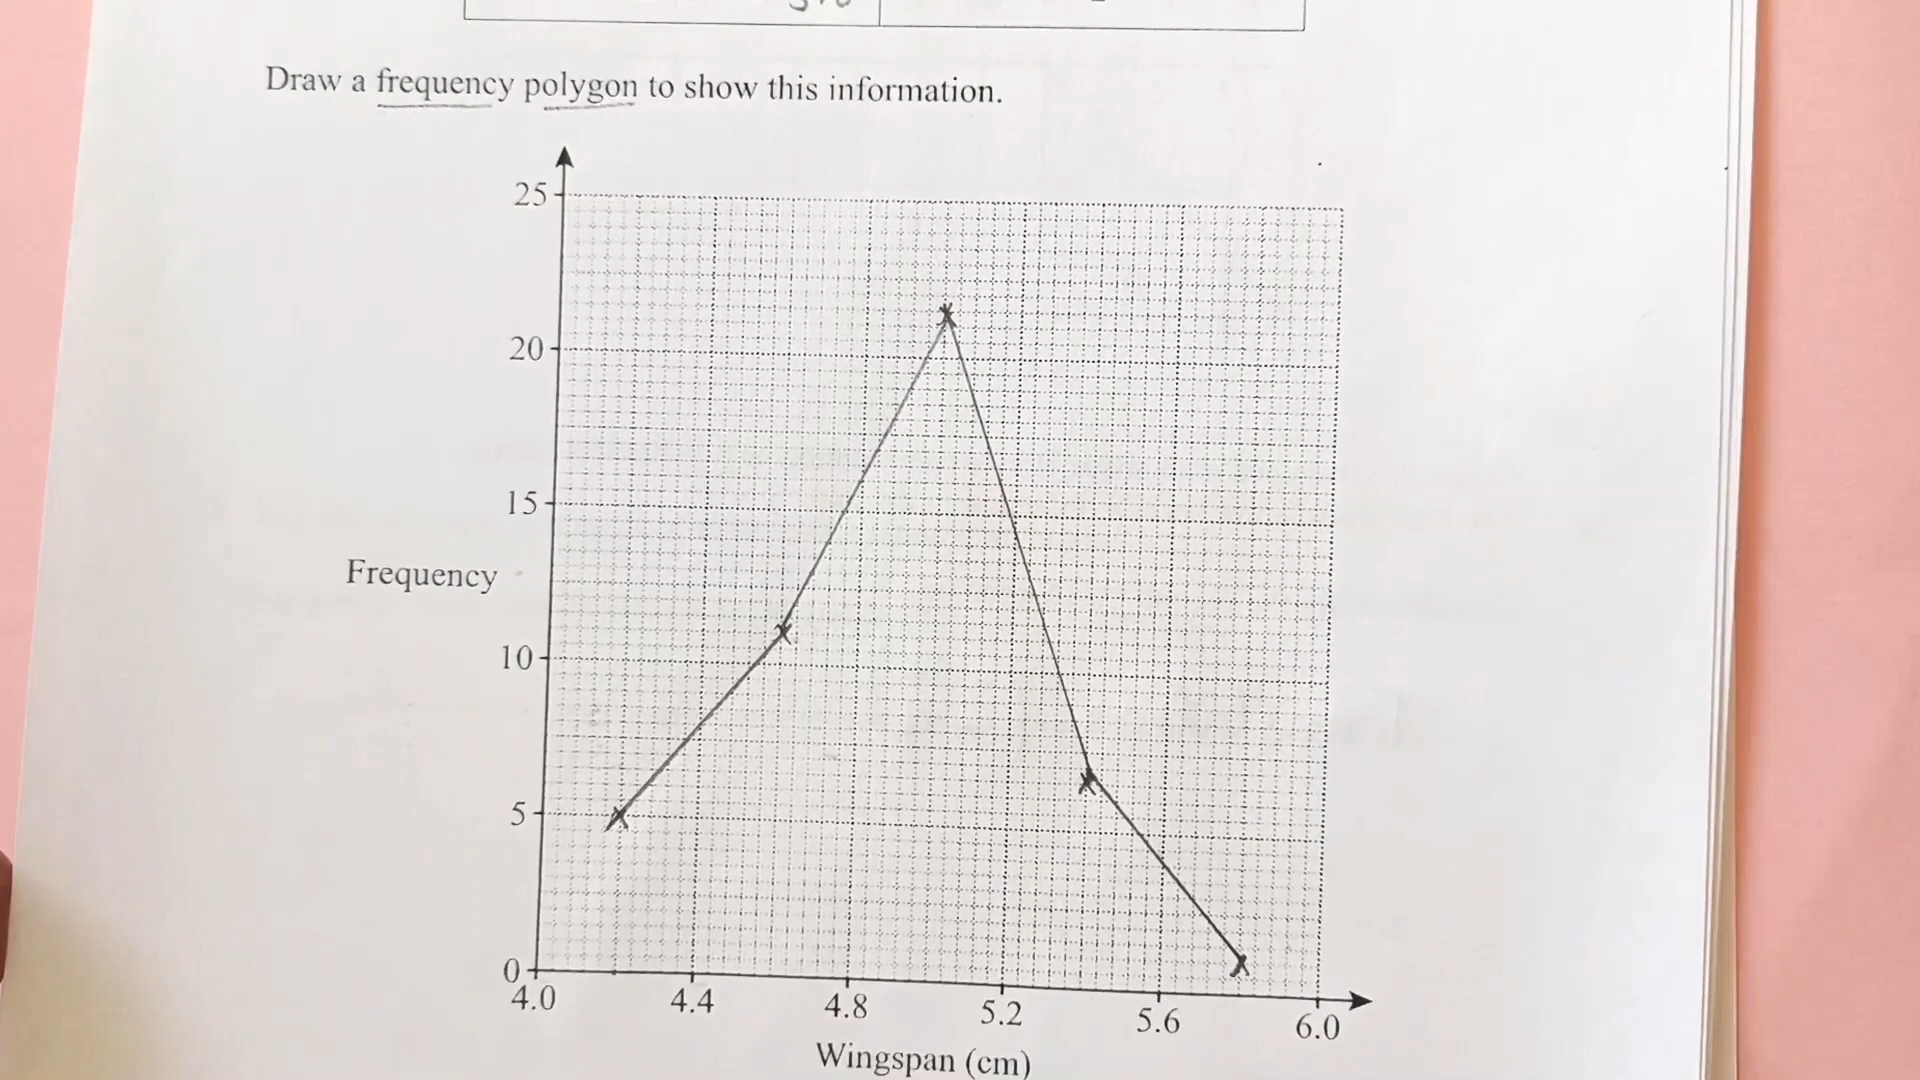 Draw a frequency polygon to show this information.
25
20
15
Frequency
10
5
0
4.0 4.4 4.8 5.2 5.6 6.0
Wingspan (cm)